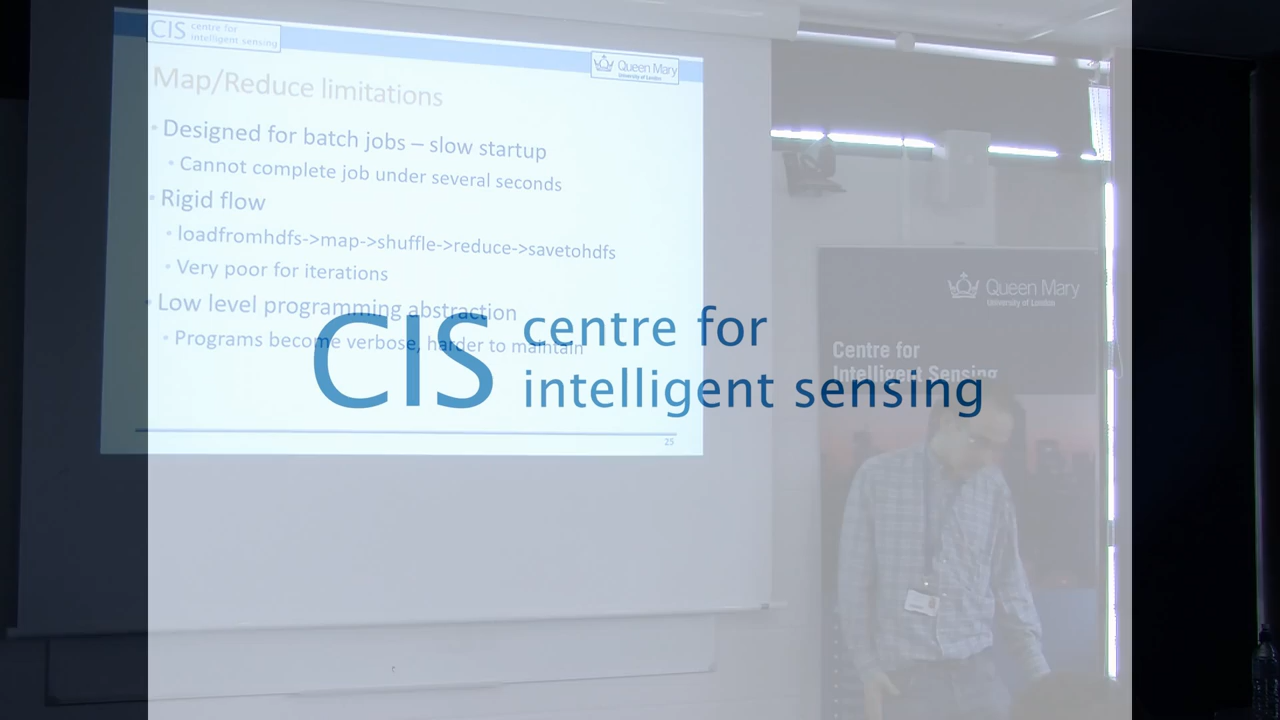 CIS centre for
intelligent sensing
Queen Mary
University of London
Map/Reduce limitations
• Designed for batch jobs – slow startup
• Cannot complete job under several seconds
• Rigid flow
• loadfromhdfs->map->shuffle->reduce->savetohdfs
• Very poor for iterations
• Low level programming abstraction
• Programs become verbose, harder to maintain
25
CIS centre for
intelligent sensing
Queen Mary
University of London
Centre for
Intelligent Sensing